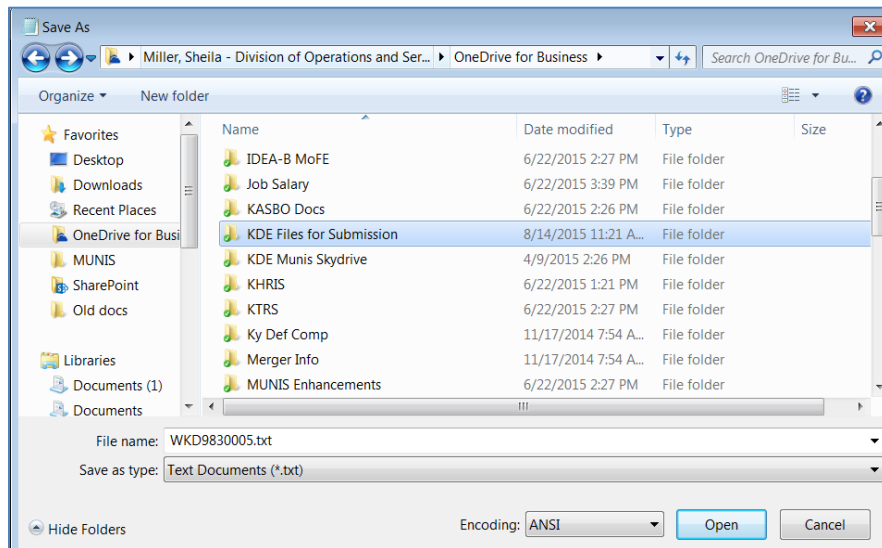 Save As
Miller, Sheila - Division of Operations and Ser... OneDrive for Business Search OneDrive for Bu...
Organize New folder
Favorites
Desktop
Downloads
Recent Places
OneDrive for Busi
MUNIS
SharePoint
Old docs
Libraries
Documents (1)
Documents
Name Date modified Type Size
IDEA-B MoFE 6/22/2015 2:27 PM File folder
Job Salary 6/22/2015 3:39 PM File folder
KASBO Docs 6/22/2015 2:26 PM File folder
KDE Files for Submission 8/14/2015 11:21 A... File folder
KDE Munis Skydrive 4/9/2015 2:26 PM File folder
KHRIS 6/22/2015 1:21 PM File folder
KTRS 6/22/2015 2:27 PM File folder
Ky Def Comp 11/17/2014 7:54 A... File folder
Merger Info 11/17/2014 7:54 A... File folder
MUNIS Enhancements 6/22/2015 2:27 PM File folder
File name: WKD9830005.txt
Save as type: Text Documents (*.txt)
Hide Folders Encoding: ANSI Open Cancel